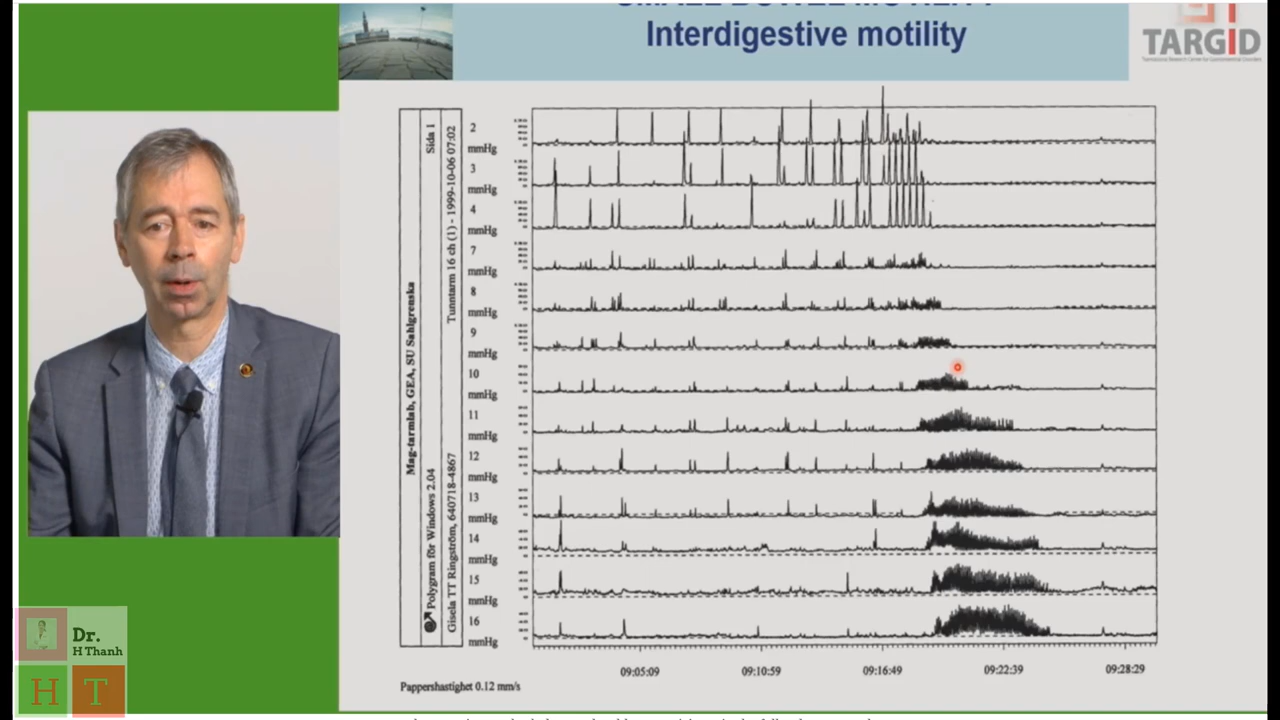 Interdigestive motility
TARGID
Mag-tarmlab, GEA, SU Sahlgrenska
Polygram för Windows 2.04
Sida 1
Gisela TT Ringström, 640718-4867
Tunntarm 16 ch (1) - 1999-10-06 07:02
2
mmHg
3
mmHg
4
mmHg
7
mmHg
8
mmHg
9
mmHg
10
mmHg
11
mmHg
12
mmHg
13
mmHg
14
mmHg
15
mmHg
16
mmHg
09:05:09 09:10:59 09:16:49 09:22:39 09:28:29
Pappershastighet 0.12 mm/s
Dr.
H Thanh
H T